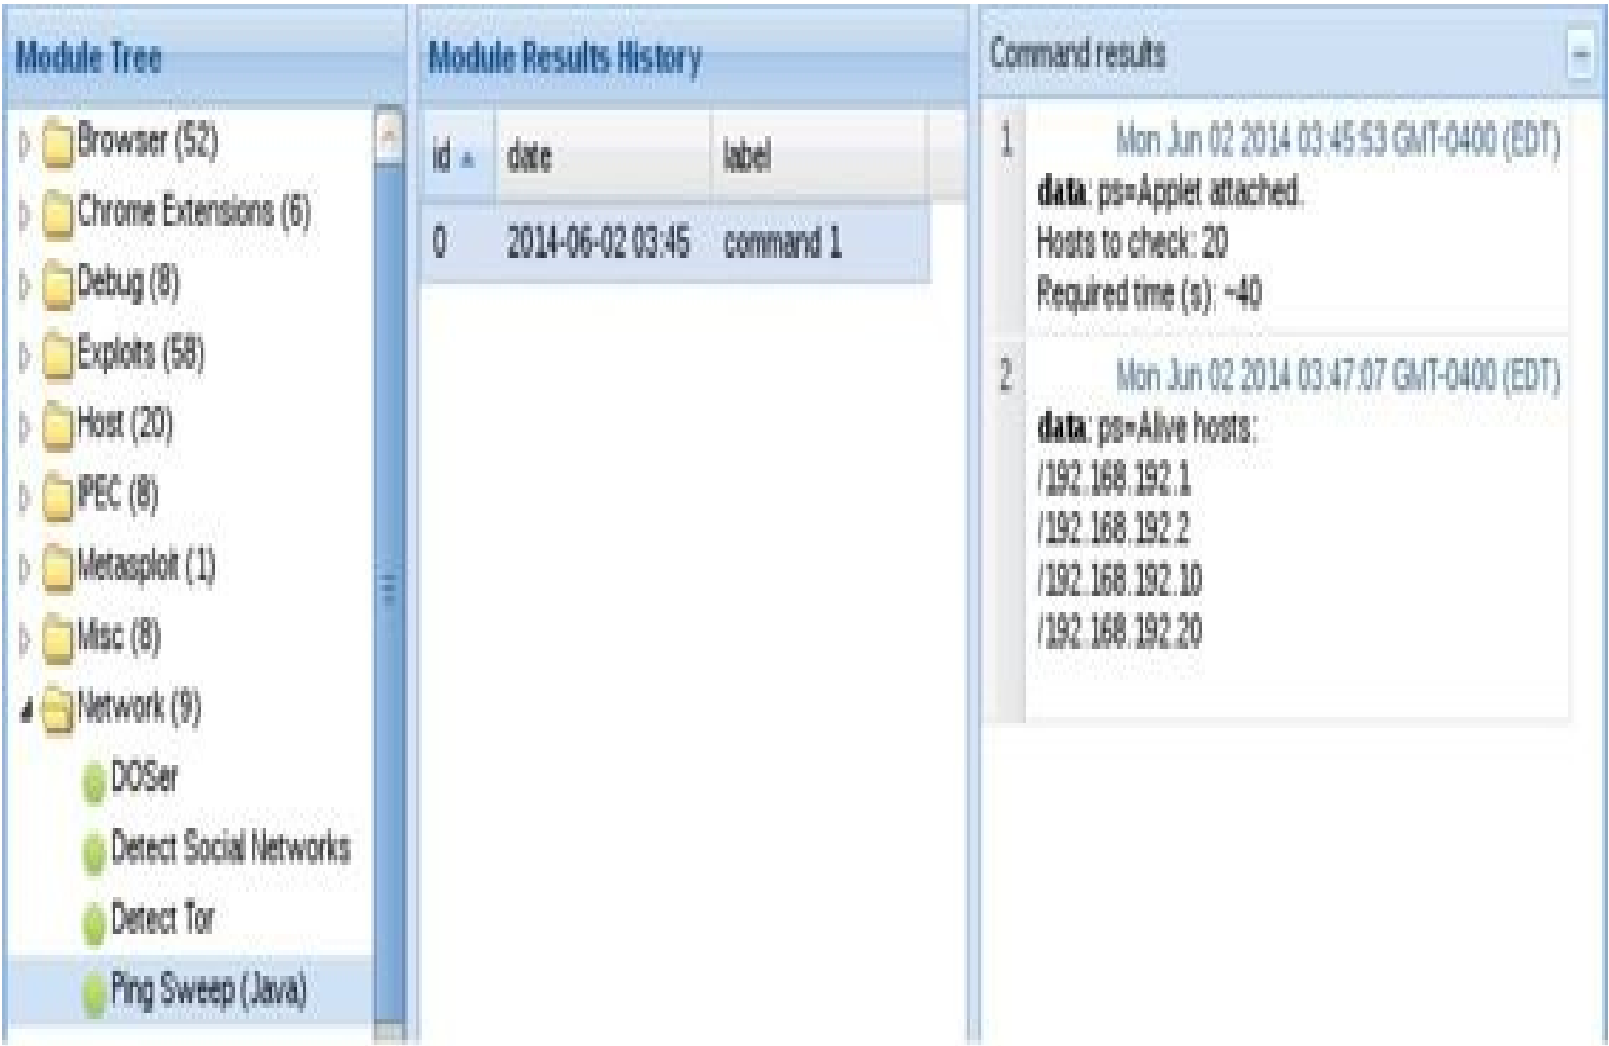 Module Tree
Browser (52)
Chrome Extensions (6)
Debug (8)
Exploits (58)
Host (20)
IPEC (8)
Metasploit (1)
Misc (8)
Network (9)
DOSer
Detect Social Networks
Detect Tor
Ping Sweep (Java)
Module Results History
id date label
0 2014-06-02 03:45 command 1
Command results
1 Mon Jun 02 2014 03:45:53 GMT-0400 (EDT)
data: ps=Applet attached.
Hosts to check: 20
Required time (s): ~40
2 Mon Jun 02 2014 03:47:07 GMT-0400 (EDT)
data: ps=Alive hosts:
/192.168.192.1
/192.168.192.2
/192.168.192.10
/192.168.192.20